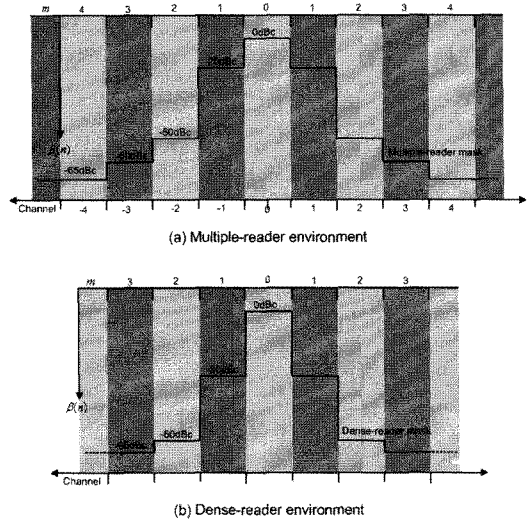 m 4 3 2 1 0 1 2 3 4
0dBc
-50dBc
β(n)
-65dBc
Multiple-reader mask
Channel -4 -3 -2 -1 0 1 2 3 4
(a) Multiple-reader environment
m 3 2 1 0 1 2 3
0dBc
β(n)
-60dBc
Dense-reader mask
Channel
(b) Dense-reader environment